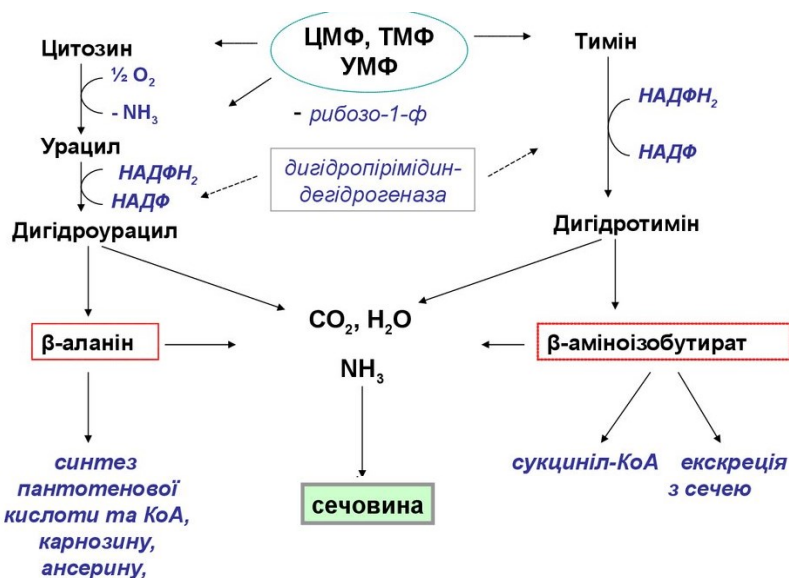 ЦМФ, ТМФ
УМФ
Цитозин
½ O₂
- NH₃
Урацил
НАДФН₂
НАДФ
Дигідроурацил
- рибозо-1-ф
дигідропірімідин-
дегідрогеназа
Тимін
НАДФН₂
НАДФ
Дигідротимін
CO₂, H₂O
NH₃
β-аланін
β-аміноізобутират
синтез
пантотенової
кислоти та КоА,
карнозину,
ансерину,
сечовина
сукциніл-КоА
екскреція
з сечею